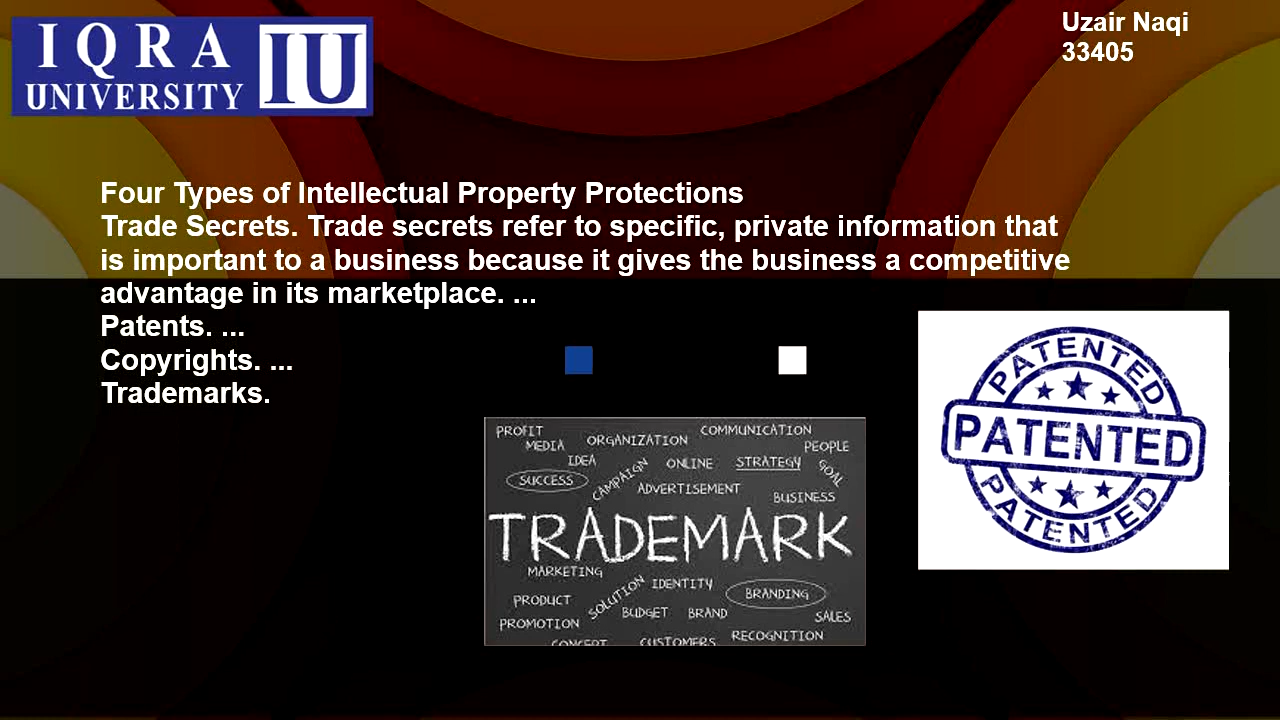 IQRA
UNIVERSITY
IU
Uzair Naqi
33405
Four Types of Intellectual Property Protections
Trade Secrets. Trade secrets refer to specific, private information that
is important to a business because it gives the business a competitive
advantage in its marketplace. ...
Patents. ...
Copyrights. ...
Trademarks.
PROFIT
MEDIA
ORGANIZATION
COMMUNICATION
PEOPLE
IDEA
CAMPAIGN
ONLINE
STRATEGY
GOAL
SUCCESS
ADVERTISEMENT
BUSINESS
TRADEMARK
MARKETING
SOLUTION
IDENTITY
BRANDING
PRODUCT
BUDGET
BRAND
SALES
PROMOTION
CONCEPT
CUSTOMERS
RECOGNITION
PATENTED
PATENTED
PATENTED